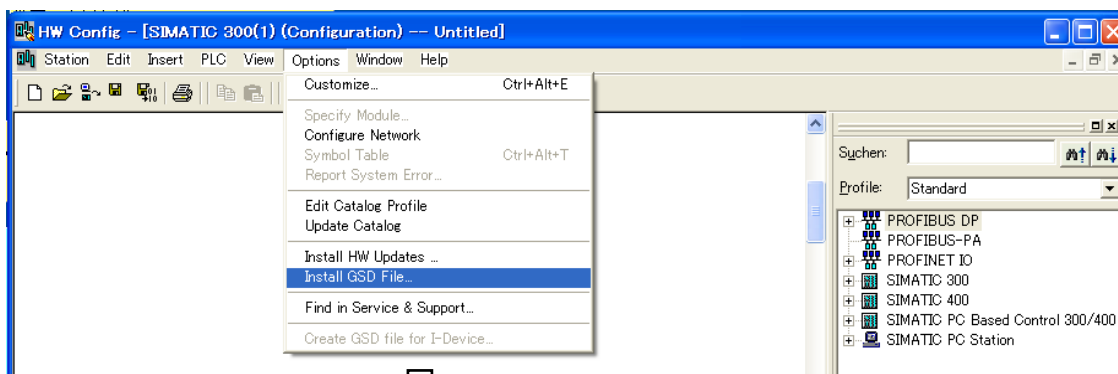 HW Config - [SIMATIC 300(1) (Configuration) -- Untitled]
Station Edit Insert PLC View Options Window Help
Customize... Ctrl+Alt+E
Specify Module...
Configure Network
Symbol Table Ctrl+Alt+T
Report System Error...
Edit Catalog Profile
Update Catalog
Install HW Updates ...
Install GSD File...
Find in Service & Support...
Create GSD file for I-Device...
Suchen:
Profile: Standard
PROFIBUS DP
PROFIBUS-PA
PROFINET IO
SIMATIC 300
SIMATIC 400
SIMATIC PC Based Control 300/400
SIMATIC PC Station